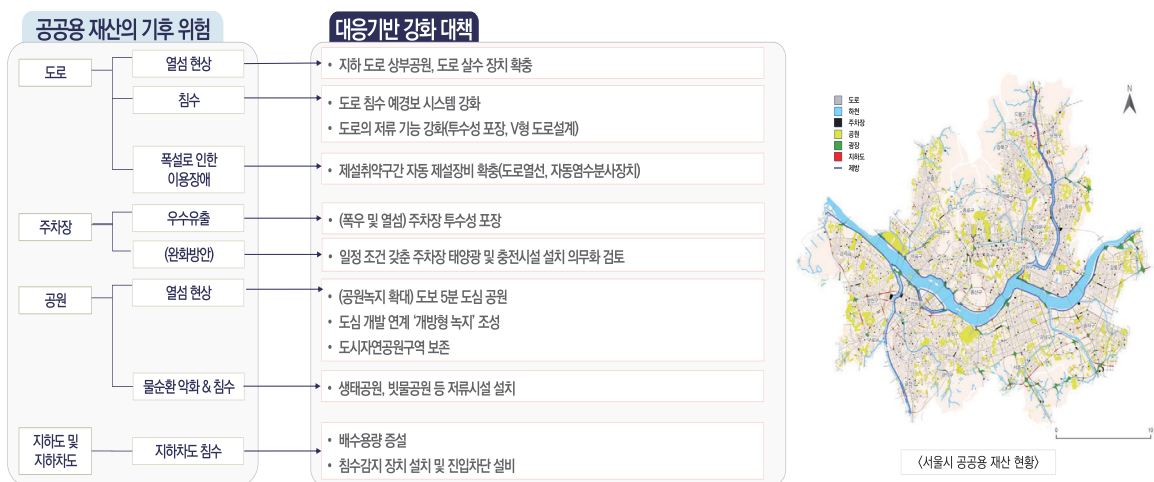 공공용 재산의 기후 위험
대응기반 강화 대책
도로
열섬 현상
• 지하 도로 상부공원, 도로 살수 장치 확충
침수
• 도로 침수 예경보 시스템 강화
• 도로의 저류 기능 강화(투수성 포장, V형 도로설계)
폭설로 인한
이용장애
• 제설취약구간 자동 제설장비 확충(도로열선, 자동염수분사장치)
주차장
우수유출
• (폭우 및 열섬) 주차장 투수성 포장
(완화방안)
• 일정 조건 갖춘 주차장 태양광 및 충전시설 설치 의무화 검토
공원
열섬 현상
• (공원녹지 확대) 도보 5분 도심 공원
• 도심 개발 연계 ‘개방형 녹지’ 조성
• 도시자연공원구역 보존
물순환 악화 & 침수
• 생태공원, 빗물공원 등 저류시설 설치
지하도 및
지하차도
지하차도 침수
• 배수용량 증설
• 침수감지 장치 설치 및 진입차단 설비
도로
하천
주차장
공원
광장
지하도
제방
N
0
10
〈서울시 공공용 재산 현황〉